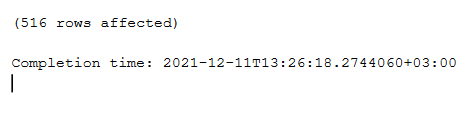 (516 rows affected)
Completion time: 2021-12-11T13:26:18.2744060+03:00